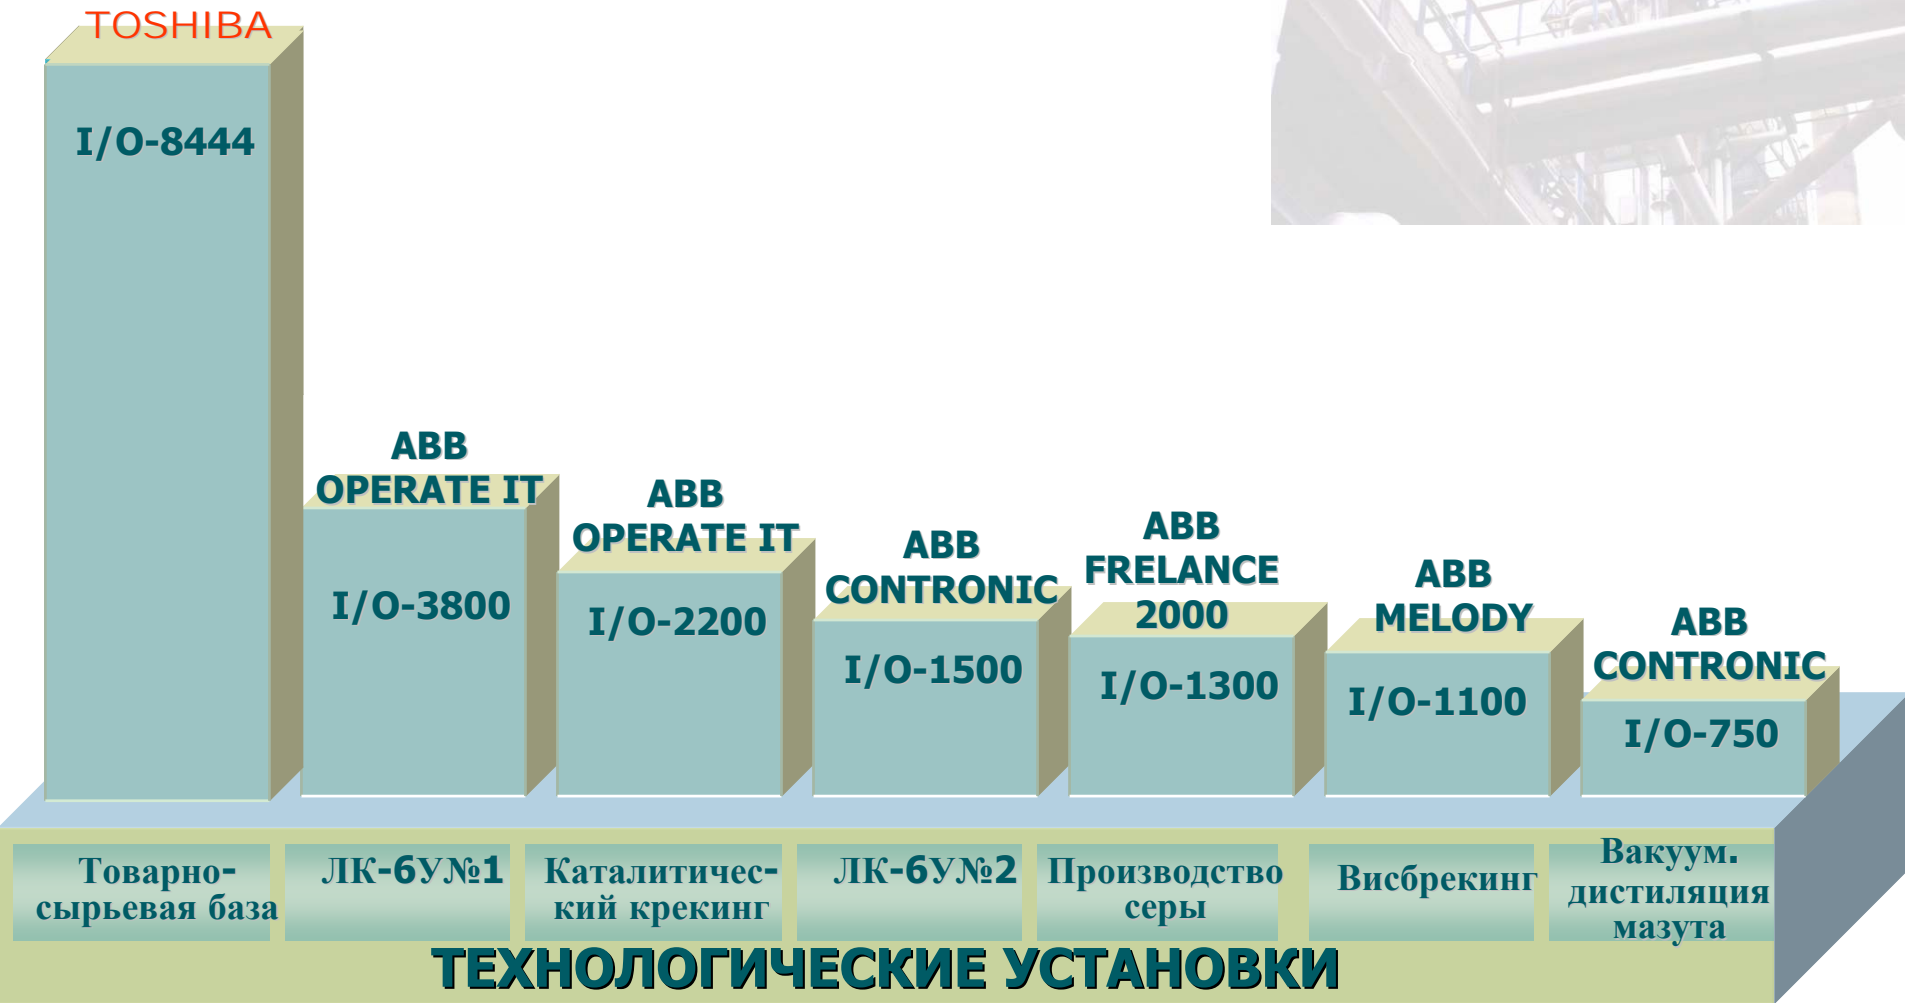 TOSHIBA
I/O-8444
ABB
OPERATE IT
I/O-3800
ABB
OPERATE IT
I/O-2200
ABB
CONTRONIC
I/O-1500
ABB
FRELANCE
2000
I/O-1300
ABB
MELODY
I/O-1100
ABB
CONTRONIC
I/O-750
Товарно-
сырьевая база
ЛК-6У№1
Каталитичес-
кий крекинг
ЛК-6У№2
Производство
серы
Висбрекинг
Вакуум.
дистиляция
мазута
ТЕХНОЛОГИЧЕСКИЕ УСТАНОВКИ